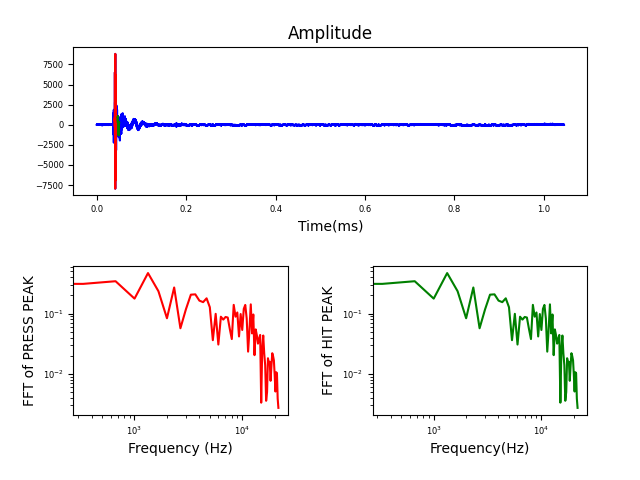 Amplitude
7500
5000
2500
0
−2500
−5000
−7500
0.0 0.2 0.4 0.6 0.8 1.0
Time(ms)
FFT of PRESS PEAK
10⁻¹
10⁻²
10³ 10⁴
Frequency (Hz)
FFT of HIT PEAK
10⁻¹
10⁻²
10³ 10⁴
Frequency(Hz)